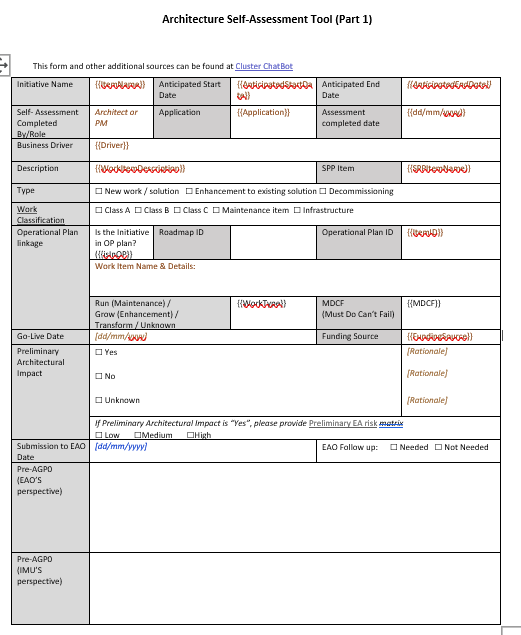 Architecture Self-Assessment Tool (Part 1)
This form and other additional sources can be found at Cluster ChatBot
Initiative Name {{ItemName}} Anticipated Start {{AnticipatedStartDa Anticipated End {{AnticipatedEndDate}}
Date te}} Date
Self- Assessment Architect or Application {{Application}} Assessment {{dd/mm/yyyy}}
Completed PM completed date
By/Role
Business Driver {{Driver}}
Description {{WorkItemDescription}} SPP Item {{SPPItemName}}
Type ☐ New work / solution ☐ Enhancement to existing solution ☐ Decommissioning
Work ☐ Class A ☐ Class B ☐ Class C ☐ Maintenance item ☐ Infrastructure
Classification
Operational Plan Is the Initiative Roadmap ID Operational Plan ID {{ItemID}}
linkage in OP plan?
({{isInOP}})
Work Item Name & Details:
Run (Maintenance) / {{WorkType}} MDCF {{MDCF}}
Grow (Enhancement) / (Must Do Can't Fail)
Transform / Unknown
Go-Live Date [dd/mm/yyyy] Funding Source {{FundingSource}}
Preliminary ☐ Yes [Rationale]
Architectural
Impact ☐ No [Rationale]
☐ Unknown [Rationale]
If Preliminary Architectural Impact is "Yes", please provide Preliminary EA risk matrix
☐ Low ☐Medium ☐High
Submission to EAO [dd/mm/yyyy] EAO Follow up: ☐ Needed ☐ Not Needed
Date
Pre-AGP0
(EAO'S
perspective)
Pre-AGP0
(IMU'S
perspective)